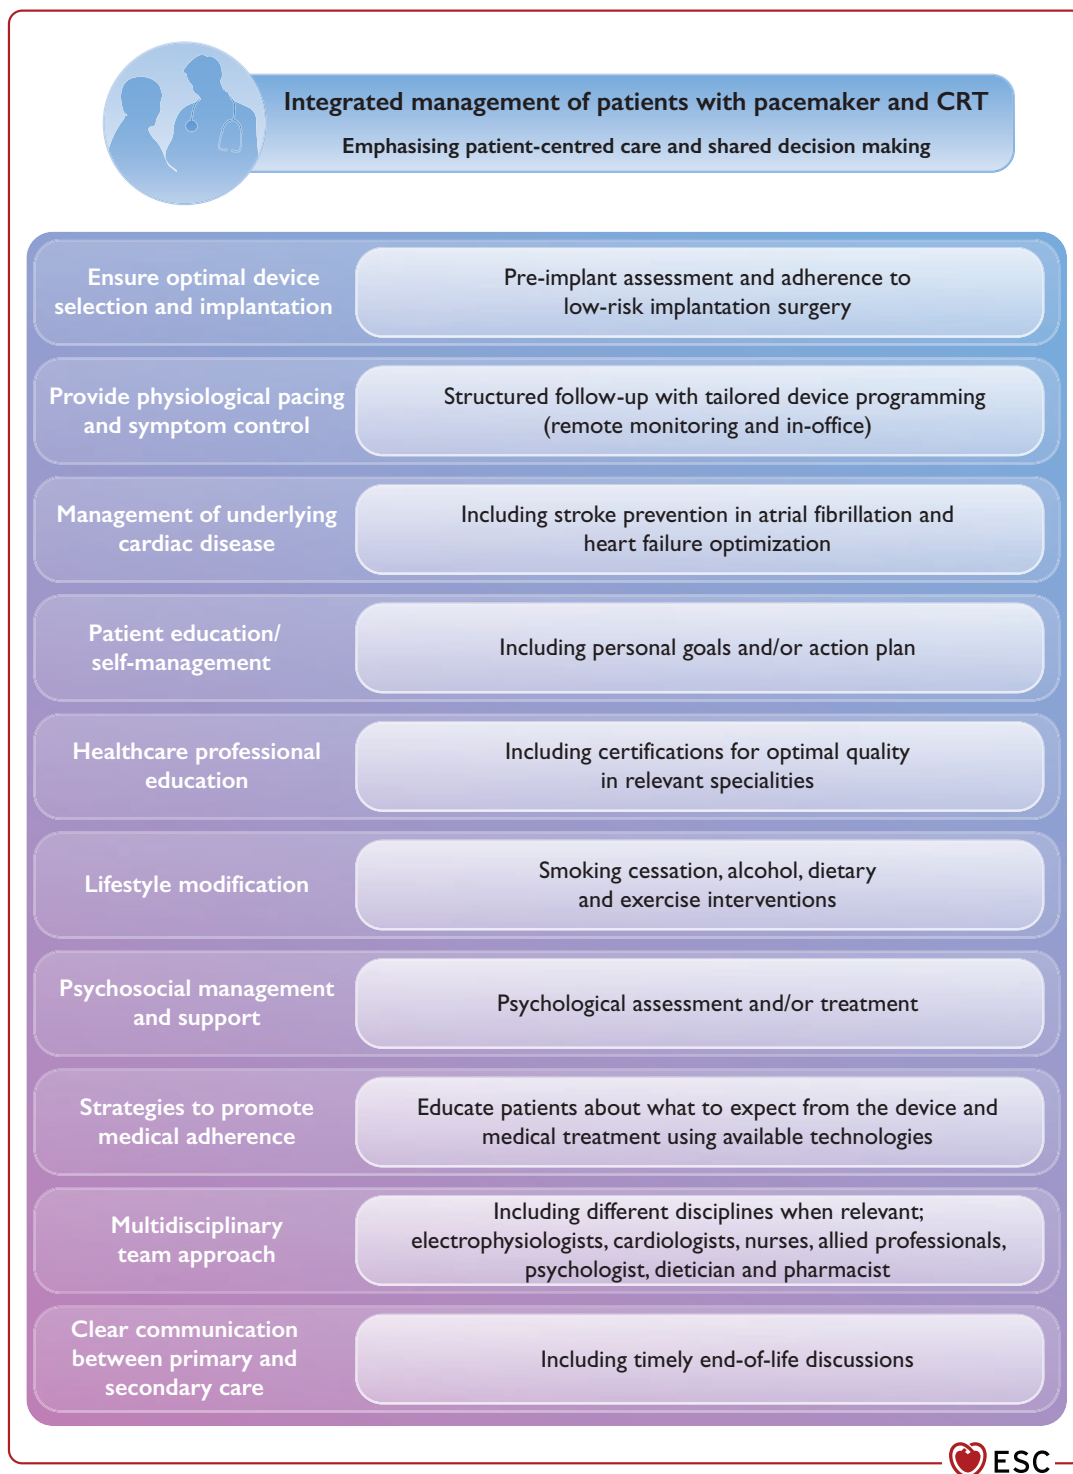 Integrated management of patients with pacemaker and CRT
Emphasising patient-centred care and shared decision making
Ensure optimal device
selection and implantation
Pre-implant assessment and adherence to
low-risk implantation surgery
Provide physiological pacing
and symptom control
Structured follow-up with tailored device programming
(remote monitoring and in-office)
Management of underlying
cardiac disease
Including stroke prevention in atrial fibrillation and
heart failure optimization
Patient education/
self-management
Including personal goals and/or action plan
Healthcare professional
education
Including certifications for optimal quality
in relevant specialities
Lifestyle modification
Smoking cessation, alcohol, dietary
and exercise interventions
Psychosocial management
and support
Psychological assessment and/or treatment
Strategies to promote
medical adherence
Educate patients about what to expect from the device and
medical treatment using available technologies
Multidisciplinary
team approach
Including different disciplines when relevant;
electrophysiologists, cardiologists, nurses, allied professionals,
psychologist, dietician and pharmacist
Clear communication
between primary and
secondary care
Including timely end-of-life discussions
ESC